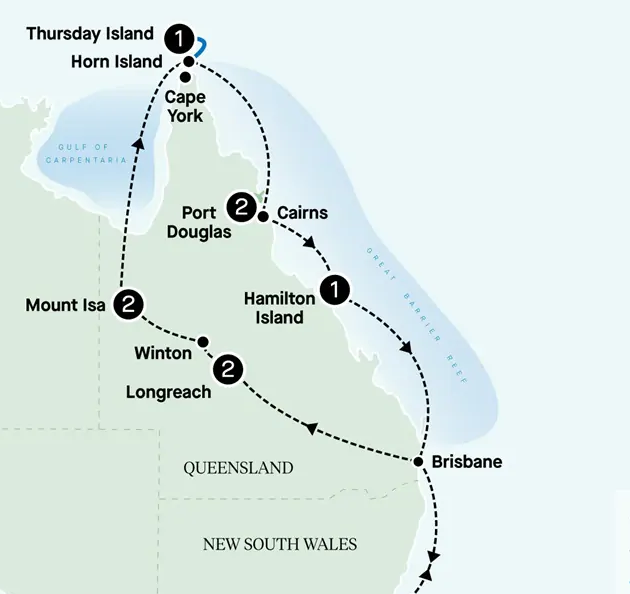 Thursday Island
1
Horn Island
Cape
York
GULF OF
CARPENTARIA
Port
Douglas
2
Cairns
GREAT BARRIER REEF
Mount Isa
2
Hamilton
Island
1
Winton
Longreach
2
Brisbane
QUEENSLAND
NEW SOUTH WALES